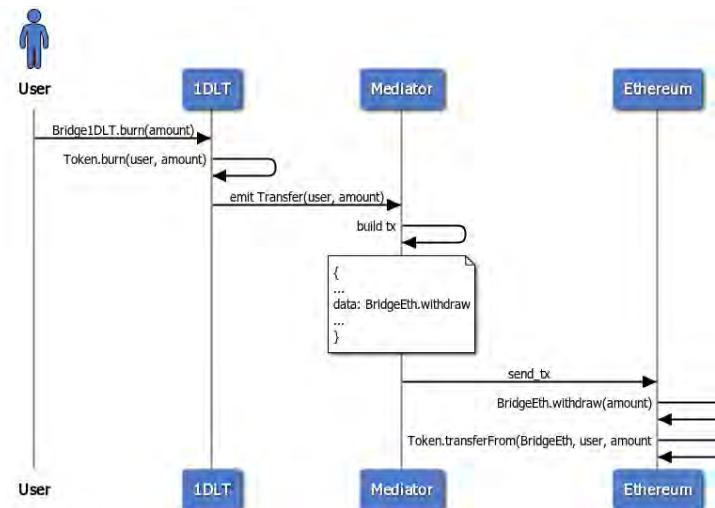 User
1DLT
Mediator
Ethereum
Bridge1DLT.burn(amount)
Token.burn(user, amount)
emit Transfer(user, amount)
build tx
{
...
data: BridgeEth.withdraw
...
}
send_tx
BridgeEth.withdraw(amount)
Token.transferFrom(BridgeEth, user, amount
User
1DLT
Mediator
Ethereum